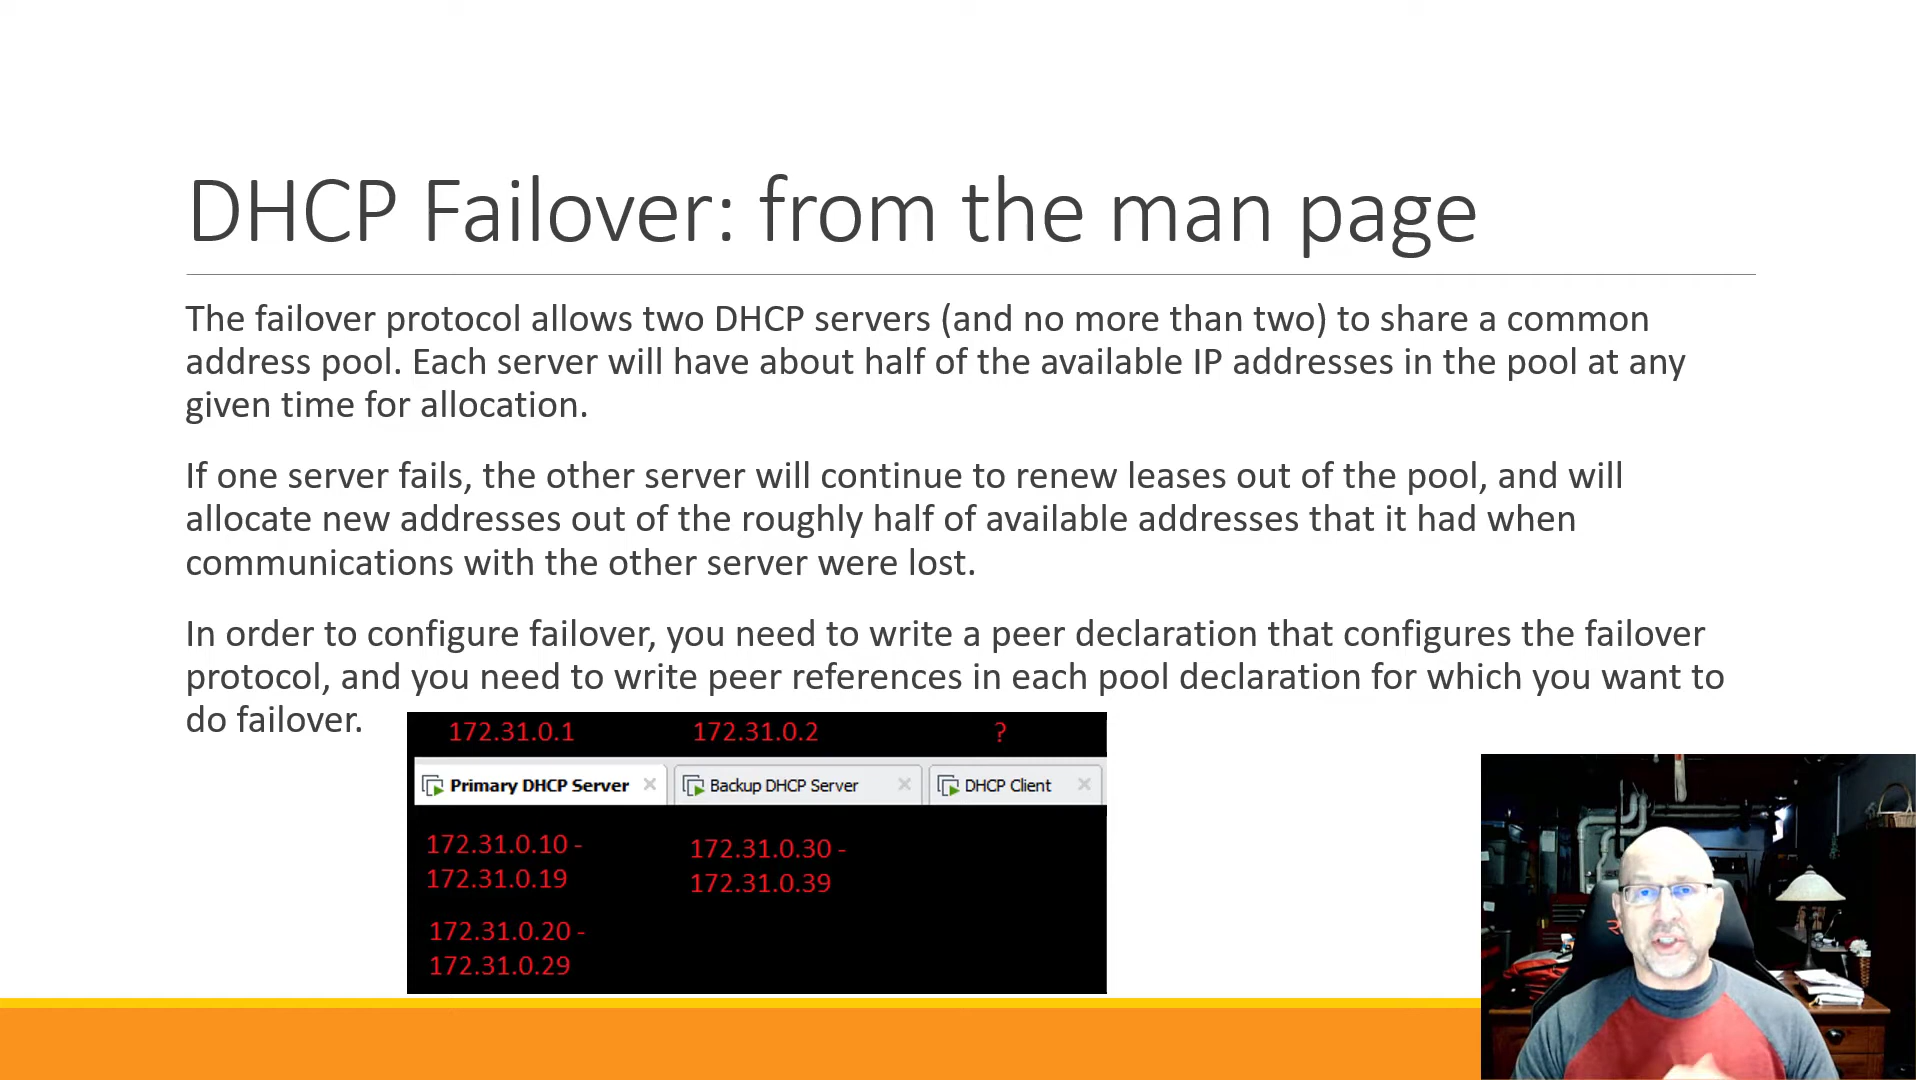 DHCP Failover: from the man page
The failover protocol allows two DHCP servers (and no more than two) to share a common
address pool. Each server will have about half of the available IP addresses in the pool at any
given time for allocation.
If one server fails, the other server will continue to renew leases out of the pool, and will
allocate new addresses out of the roughly half of available addresses that it had when
communications with the other server were lost.
In order to configure failover, you need to write a peer declaration that configures the failover
protocol, and you need to write peer references in each pool declaration for which you want to
do failover.
172.31.0.1 172.31.0.2 ?
Primary DHCP Server Backup DHCP Server DHCP Client
172.31.0.10 -
172.31.0.19
172.31.0.30 -
172.31.0.39
172.31.0.20 -
172.31.0.29